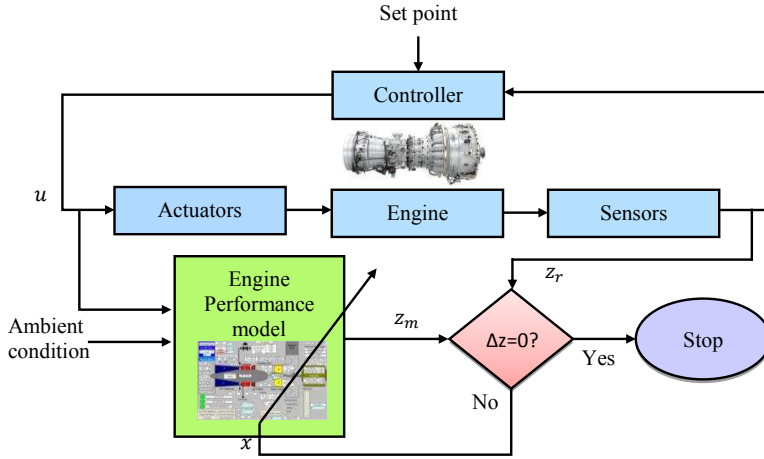 Set point
Controller
u
Actuators
Engine
Sensors
z_r
Engine
Performance
model
Ambient
condition
z_m
Δz=0?
Yes
Stop
No
x